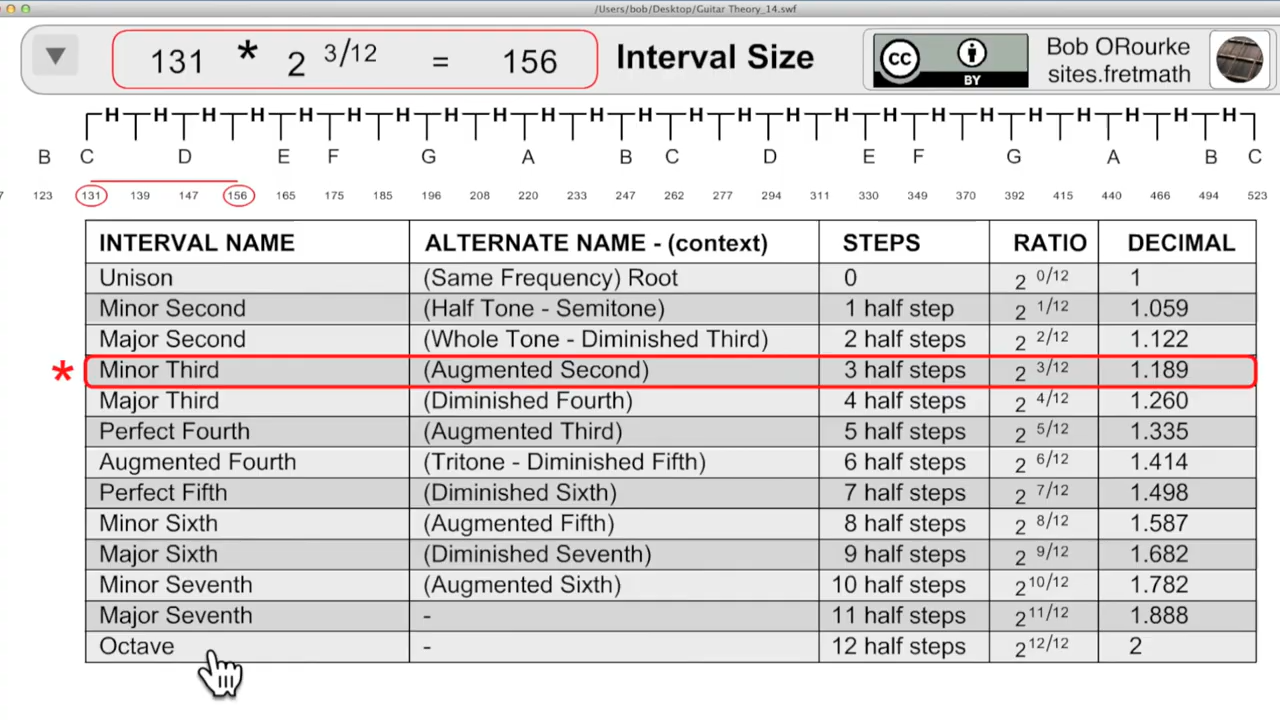 /Users/bob/Desktop/Guitar Theory_14.swf
131 * 2 3/12 = 156 Interval Size
CC BY
Bob ORourke
sites.fretmath
H H H H H H H H H H H H H H H H H H H H H H H H
B C D E F G A B C D E F G A B C
7 123 131 139 147 156 165 175 185 196 208 220 233 247 262 277 294 311 330 349 370 392 415 440 466 494 523
INTERVAL NAME ALTERNATE NAME - (context) STEPS RATIO DECIMAL
Unison (Same Frequency) Root 0 2 0/12 1
Minor Second (Half Tone - Semitone) 1 half step 2 1/12 1.059
Major Second (Whole Tone - Diminished Third) 2 half steps 2 2/12 1.122
* Minor Third (Augmented Second) 3 half steps 2 3/12 1.189
Major Third (Diminished Fourth) 4 half steps 2 4/12 1.260
Perfect Fourth (Augmented Third) 5 half steps 2 5/12 1.335
Augmented Fourth (Tritone - Diminished Fifth) 6 half steps 2 6/12 1.414
Perfect Fifth (Diminished Sixth) 7 half steps 2 7/12 1.498
Minor Sixth (Augmented Fifth) 8 half steps 2 8/12 1.587
Major Sixth (Diminished Seventh) 9 half steps 2 9/12 1.682
Minor Seventh (Augmented Sixth) 10 half steps 2 10/12 1.782
Major Seventh - 11 half steps 2 11/12 1.888
Octave - 12 half steps 2 12/12 2